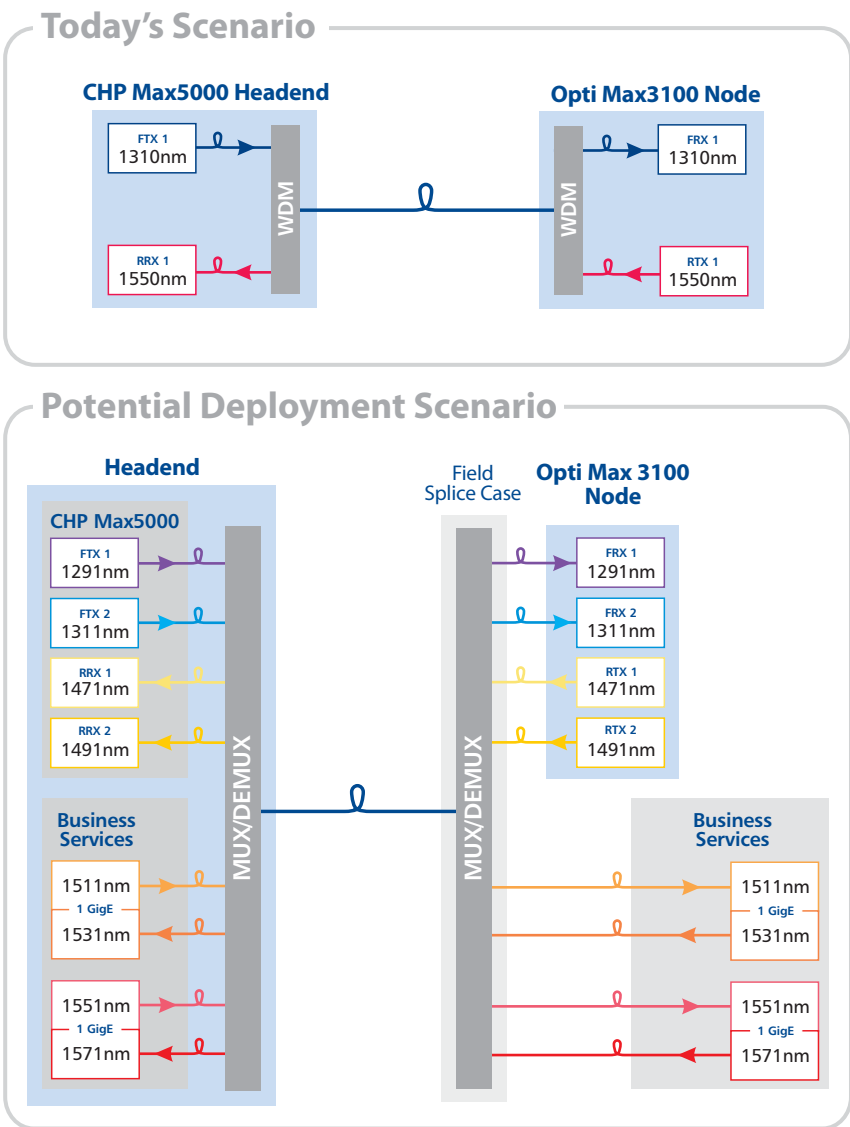 Today's Scenario
CHP Max5000 Headend
FTX 1
1310nm
RRX 1
1550nm
WDM
Opti Max3100 Node
WDM
FRX 1
1310nm
RTX 1
1550nm
Potential Deployment Scenario
Headend
CHP Max5000
FTX 1
1291nm
FTX 2
1311nm
RRX 1
1471nm
RRX 2
1491nm
Business
Services
1511nm
1 GigE
1531nm
1551nm
1 GigE
1571nm
MUX/DEMUX
Field
Splice Case
MUX/DEMUX
Opti Max 3100
Node
FRX 1
1291nm
FRX 2
1311nm
RTX 1
1471nm
RTX 2
1491nm
Business
Services
1511nm
1 GigE
1531nm
1551nm
1 GigE
1571nm